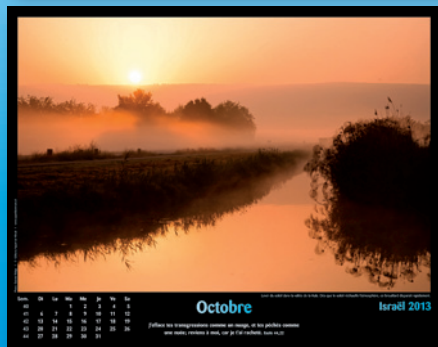 Sem. Di Lu Ma Me Je Ve Sa
40 1 2 3 4 5
41 6 7 8 9 10 11 12
42 13 14 15 16 17 18 19
43 20 21 22 23 24 25 26
44 27 28 29 30 31
Octobre
Israël 2013
J'efface tes transgressions comme un nuage, et tes péchés comme
une nuée; reviens à moi, car je t'ai racheté.